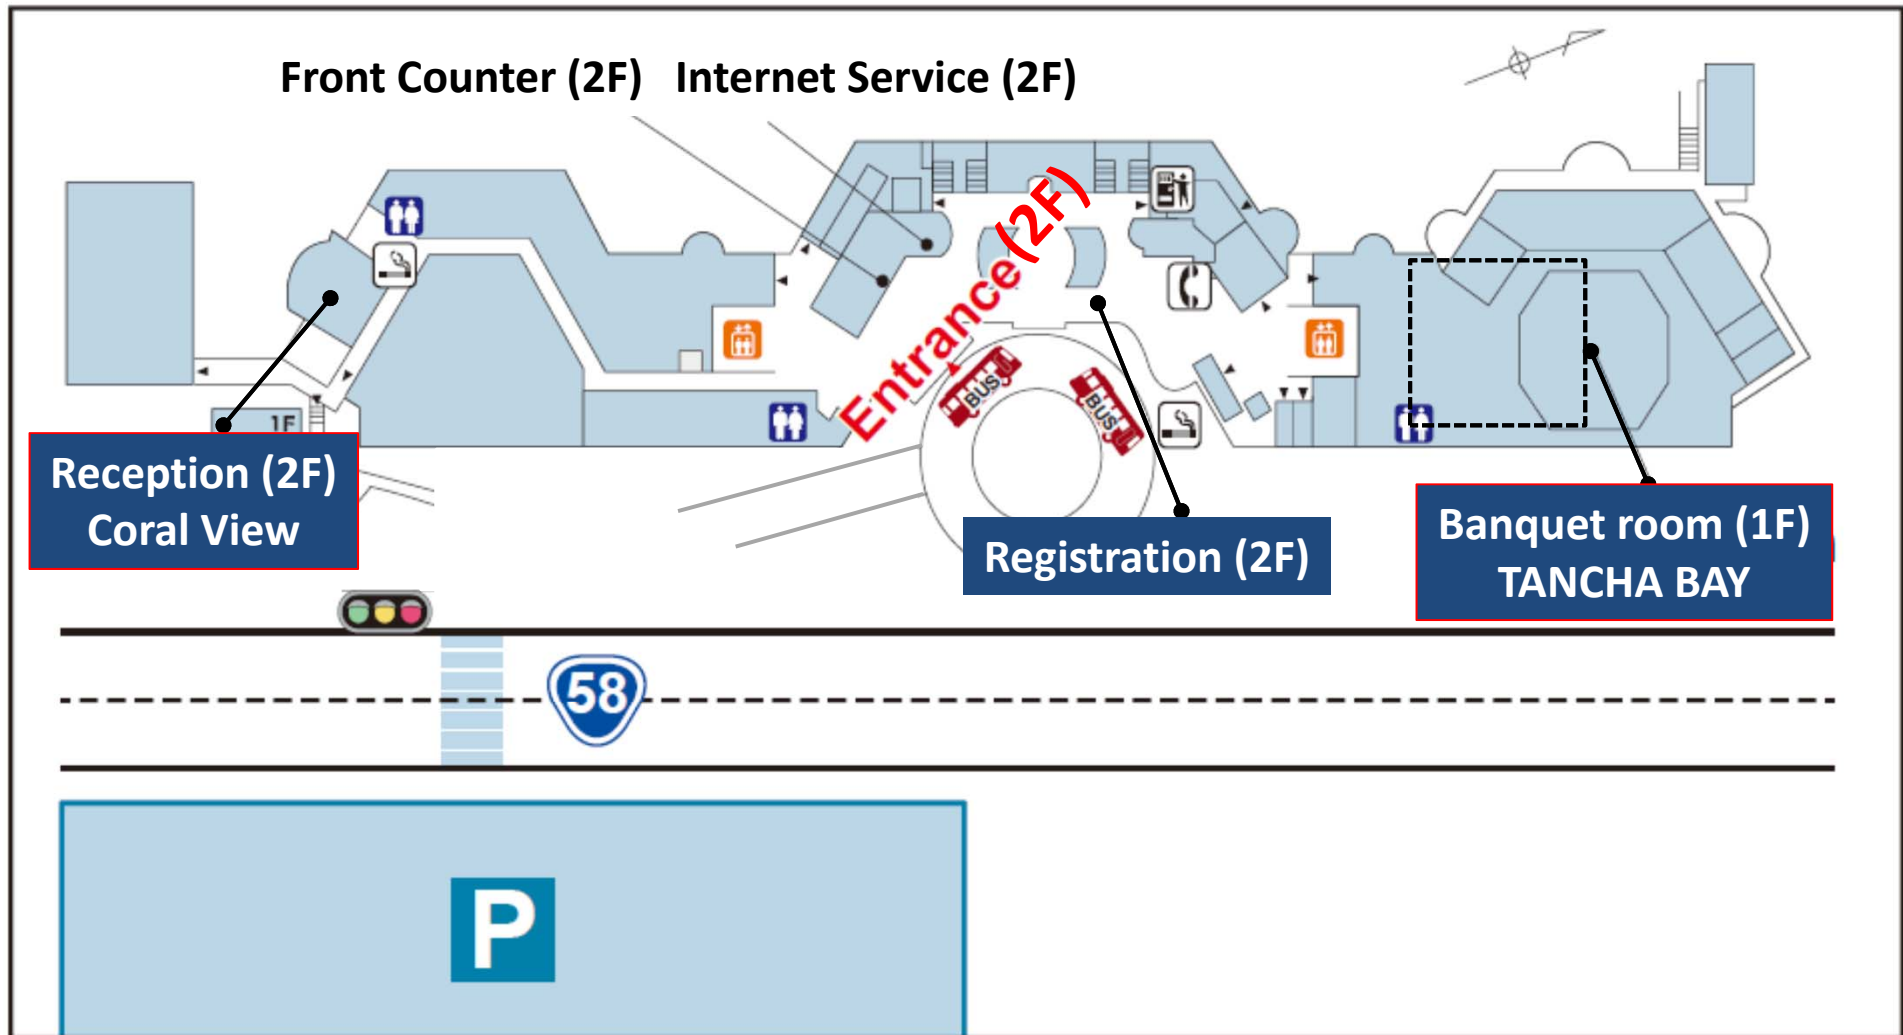 Front Counter (2F) Internet Service (2F)
Entrance (2F)
BUS
BUS
1F
Reception (2F)
Coral View
Registration (2F)
Banquet room (1F)
TANCHA BAY
58
P